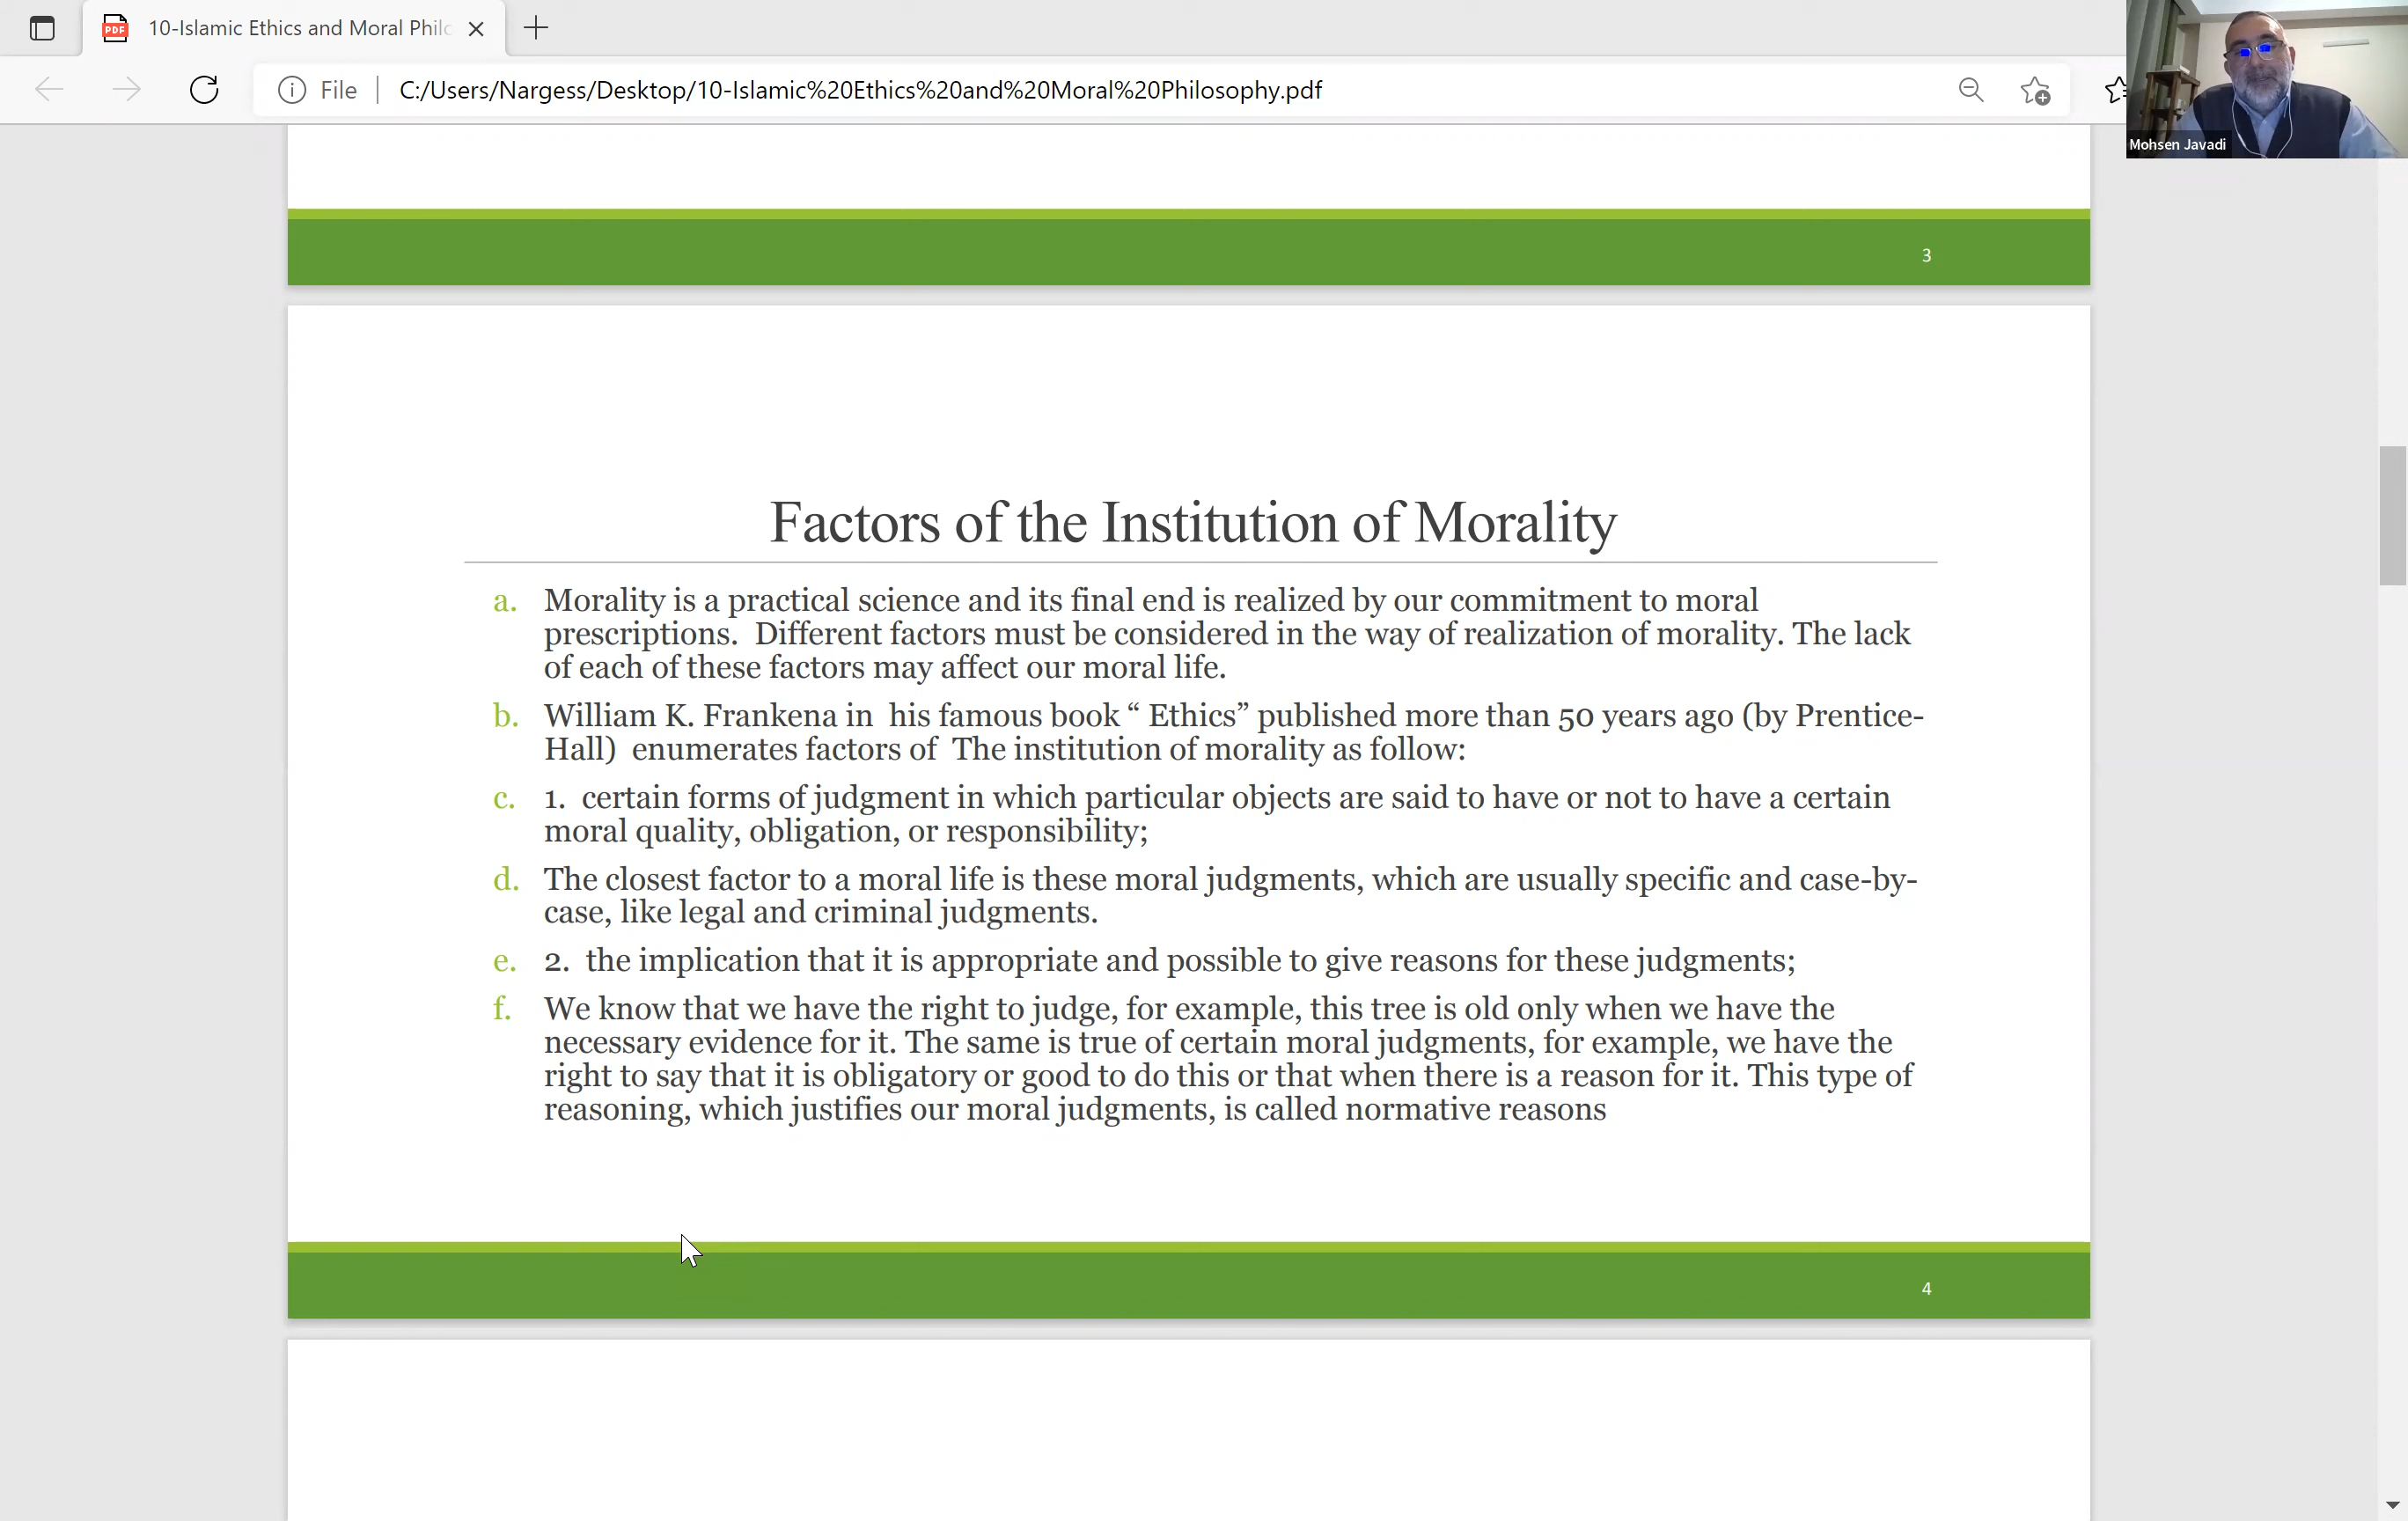 10-Islamic Ethics and Moral Philo
File
C:/Users/Nargess/Desktop/10-Islamic%20Ethics%20and%20Moral%20Philosophy.pdf
Mohsen Javadi
3
Factors of the Institution of Morality
a. Morality is a practical science and its final end is realized by our commitment to moral
prescriptions. Different factors must be considered in the way of realization of morality. The lack
of each of these factors may affect our moral life.
b. William K. Frankena in his famous book “ Ethics” published more than 50 years ago (by Prentice-
Hall) enumerates factors of The institution of morality as follow:
c. 1. certain forms of judgment in which particular objects are said to have or not to have a certain
moral quality, obligation, or responsibility;
d. The closest factor to a moral life is these moral judgments, which are usually specific and case-by-
case, like legal and criminal judgments.
e. 2. the implication that it is appropriate and possible to give reasons for these judgments;
f. We know that we have the right to judge, for example, this tree is old only when we have the
necessary evidence for it. The same is true of certain moral judgments, for example, we have the
right to say that it is obligatory or good to do this or that when there is a reason for it. This type of
reasoning, which justifies our moral judgments, is called normative reasons
4